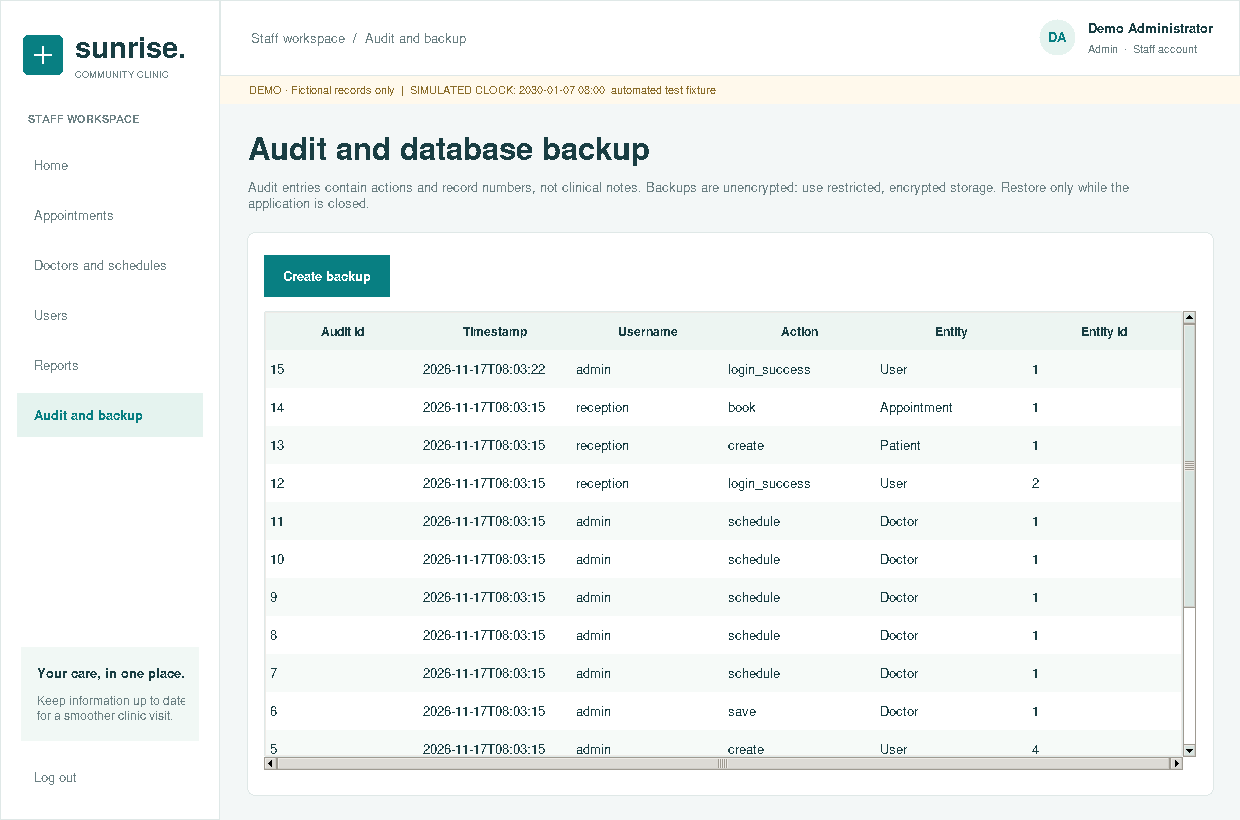 sunrise.
COMMUNITY CLINIC
STAFF WORKSPACE
Home
Appointments
Doctors and schedules
Users
Reports
Audit and backup
Your care, in one place.
Keep information up to date
for a smoother clinic visit.
Log out
Staff workspace / Audit and backup
DA
Demo Administrator
Admin · Staff account
DEMO · Fictional records only | SIMULATED CLOCK: 2030-01-07 08:00 automated test fixture
Audit and database backup
Audit entries contain actions and record numbers, not clinical notes. Backups are unencrypted: use restricted, encrypted storage. Restore only while the
application is closed.
Create backup
Audit Id Timestamp Username Action Entity Entity Id
15 2026-11-17T08:03:22 admin login_success User 1
14 2026-11-17T08:03:15 reception book Appointment 1
13 2026-11-17T08:03:15 reception create Patient 1
12 2026-11-17T08:03:15 reception login_success User 2
11 2026-11-17T08:03:15 admin schedule Doctor 1
10 2026-11-17T08:03:15 admin schedule Doctor 1
9 2026-11-17T08:03:15 admin schedule Doctor 1
8 2026-11-17T08:03:15 admin schedule Doctor 1
7 2026-11-17T08:03:15 admin schedule Doctor 1
6 2026-11-17T08:03:15 admin save Doctor 1
5 2026-11-17T08:03:15 admin create User 4